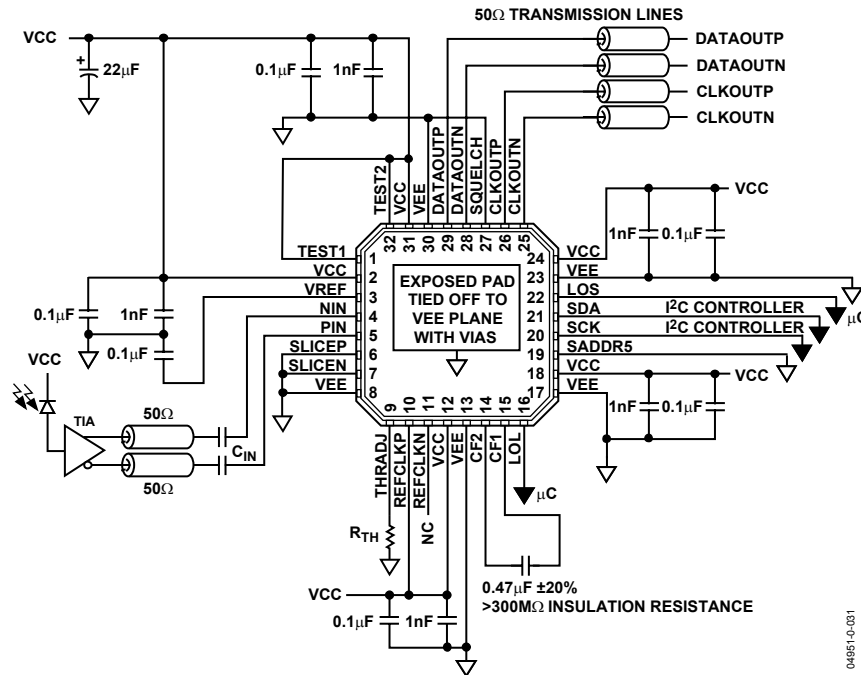 50Ω TRANSMISSION LINES
VCC
DATAOUTP
DATAOUTN
CLKOUTP
CLKOUTN
+
22µF
0.1µF
1nF
TEST2
VCC
VEE
DATAOUTP
DATAOUTN
SQUELCH
CLKOUTP
CLKOUTN
32
31
30
29
28
27
26
25
TEST1
VCC
VREF
NIN
PIN
SLICEP
SLICEN
VEE
1
2
3
4
5
6
7
8
EXPOSED PAD
TIED OFF TO
VEE PLANE
WITH VIAS
24
23
22
21
20
19
18
17
VCC
VEE
LOS
SDA
SCK
SADDR5
VCC
VEE
VCC
1nF
0.1µF
I2C CONTROLLER
I2C CONTROLLER
µC
VCC
1nF
0.1µF
0.1µF
1nF
0.1µF
VCC
TIA
50Ω
50Ω
CIN
9
10
11
12
13
14
15
16
THRADJ
REFCLKP
REFCLKN
VCC
VEE
CF2
CF1
LOL
RTH
NC
µC
VCC
0.1µF
1nF
0.47µF ±20%
>300MΩ INSULATION RESISTANCE
04951-0-031